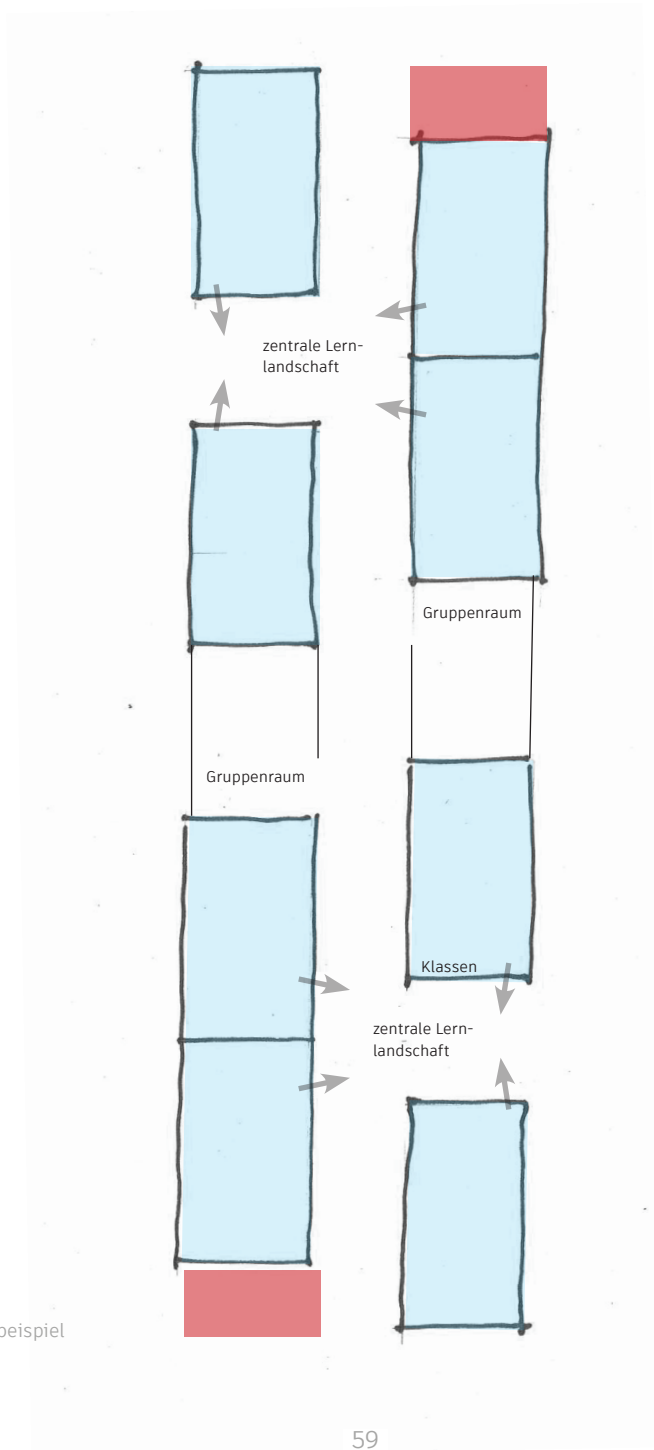 zentrale Lern-
landschaft
Gruppenraum
Gruppenraum
Klassen
zentrale Lern-
landschaft
beispiel
59